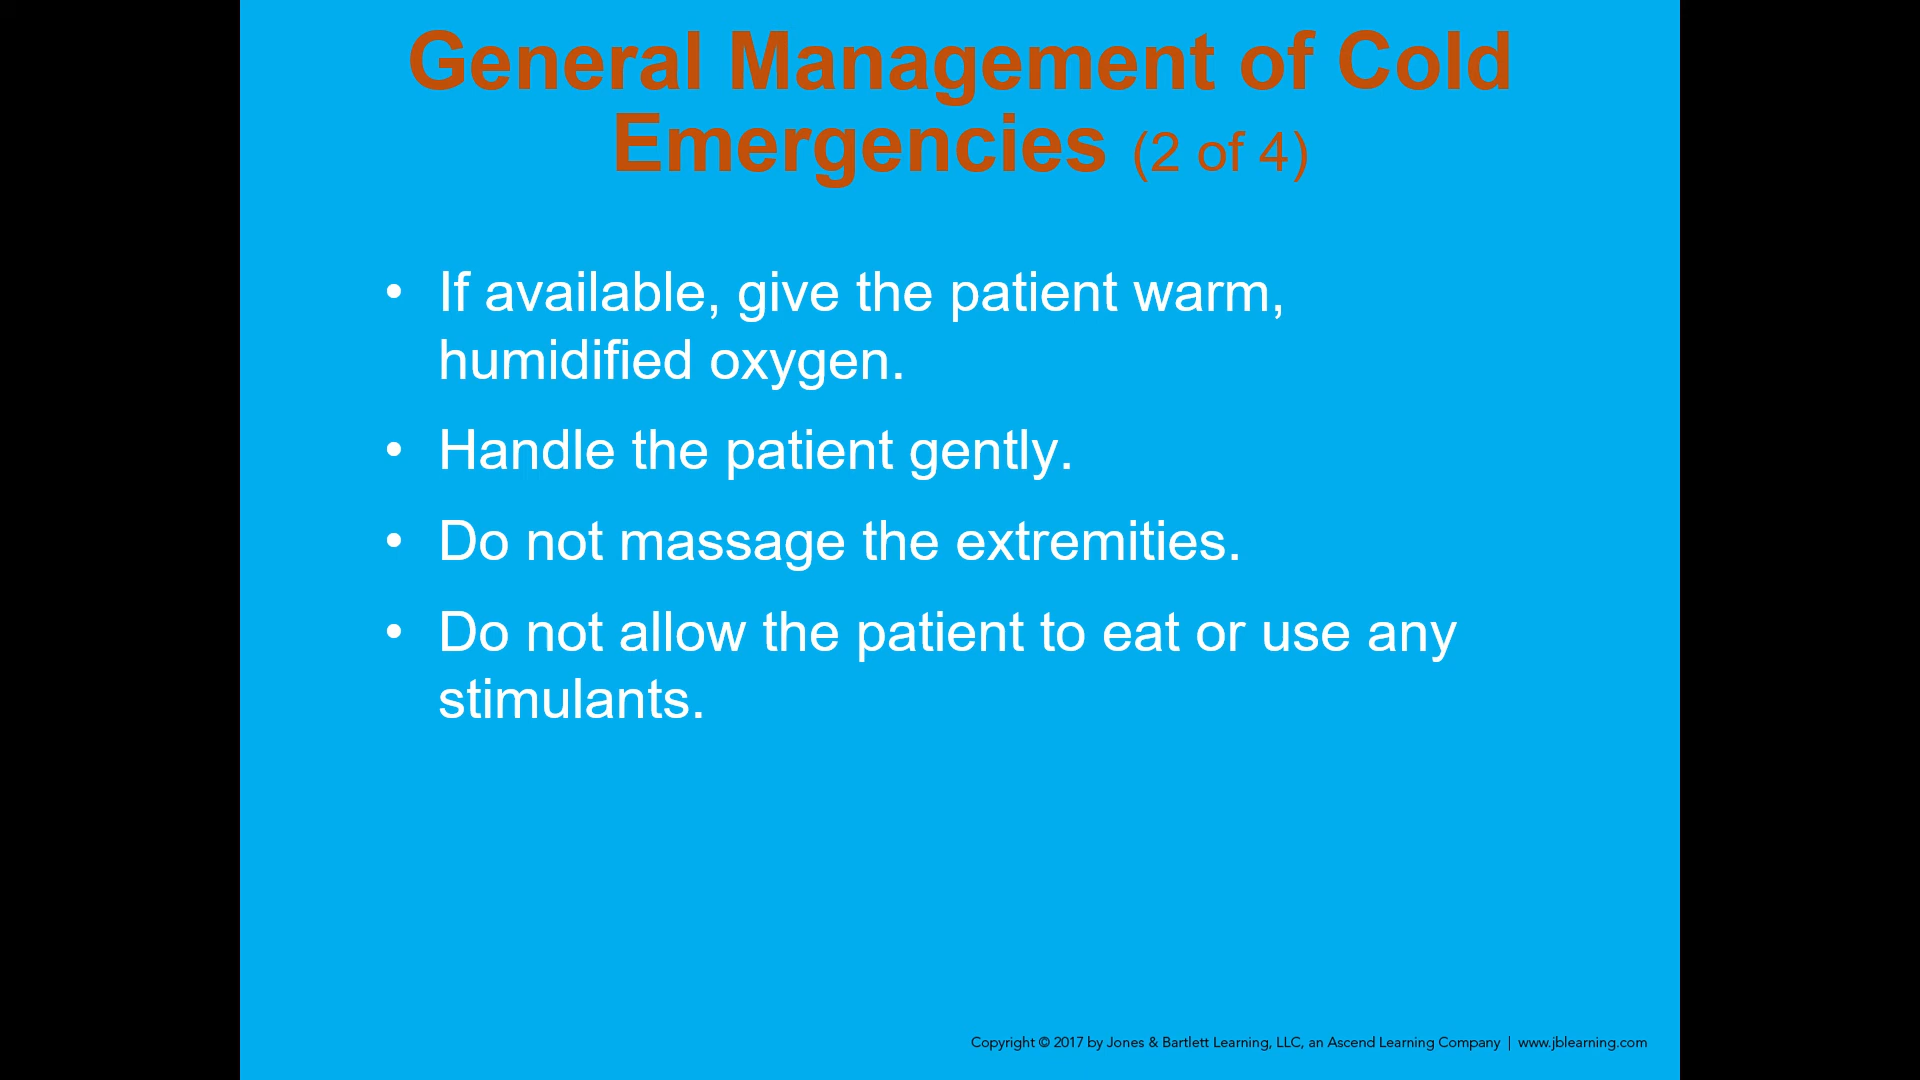 General Management of Cold
Emergencies (2 of 4)
• If available, give the patient warm,
humidified oxygen.
• Handle the patient gently.
• Do not massage the extremities.
• Do not allow the patient to eat or use any
stimulants.
Copyright © 2017 by Jones & Bartlett Learning, LLC, an Ascend Learning Company | www.jblearning.com